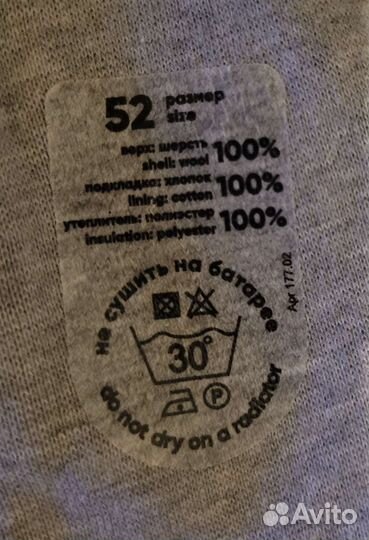 52 размер
size
верх: шерсть 100%
shell: wool
подкладка: хлопок 100%
lining: cotton
утеплитель: полиэстер 100%
insulation: polyester
не сушить на батарее
30°
P
do not dry on a radiator
Арт 177.02
Avito